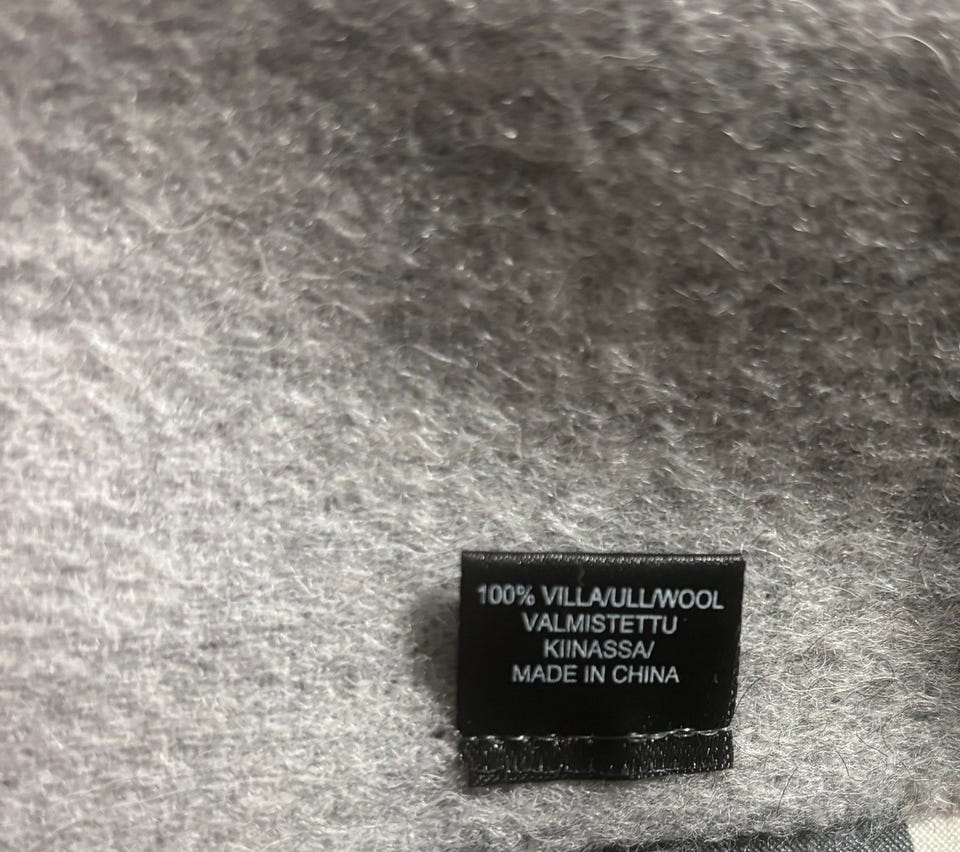 100% VILLA/ULL/WOOL
VALMISTETTU
KIINASSA/
MADE IN CHINA